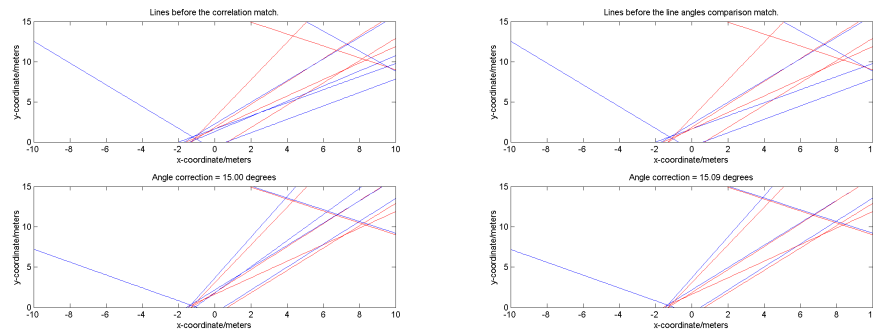 Lines before the correlation match.
15
10
5
0
-10 -8 -6 -4 -2 0 2 4 6 8 10
y-coordinate/meters
x-coordinate/meters
Lines before the line angles comparison match.
15
10
5
0
-10 -8 -6 -4 -2 0 2 4 6 8 1
y-coordinate/meters
x-coordinate/meters
Angle correction = 15.00 degrees
15
10
5
0
-10 -8 -6 -4 -2 0 2 4 6 8 10
y-coordinate/meters
x-coordinate/meters
Angle correction = 15.09 degrees
15
10
5
0
-10 -8 -6 -4 -2 0 2 4 6 8 1
y-coordinate/meters
x-coordinate/meters